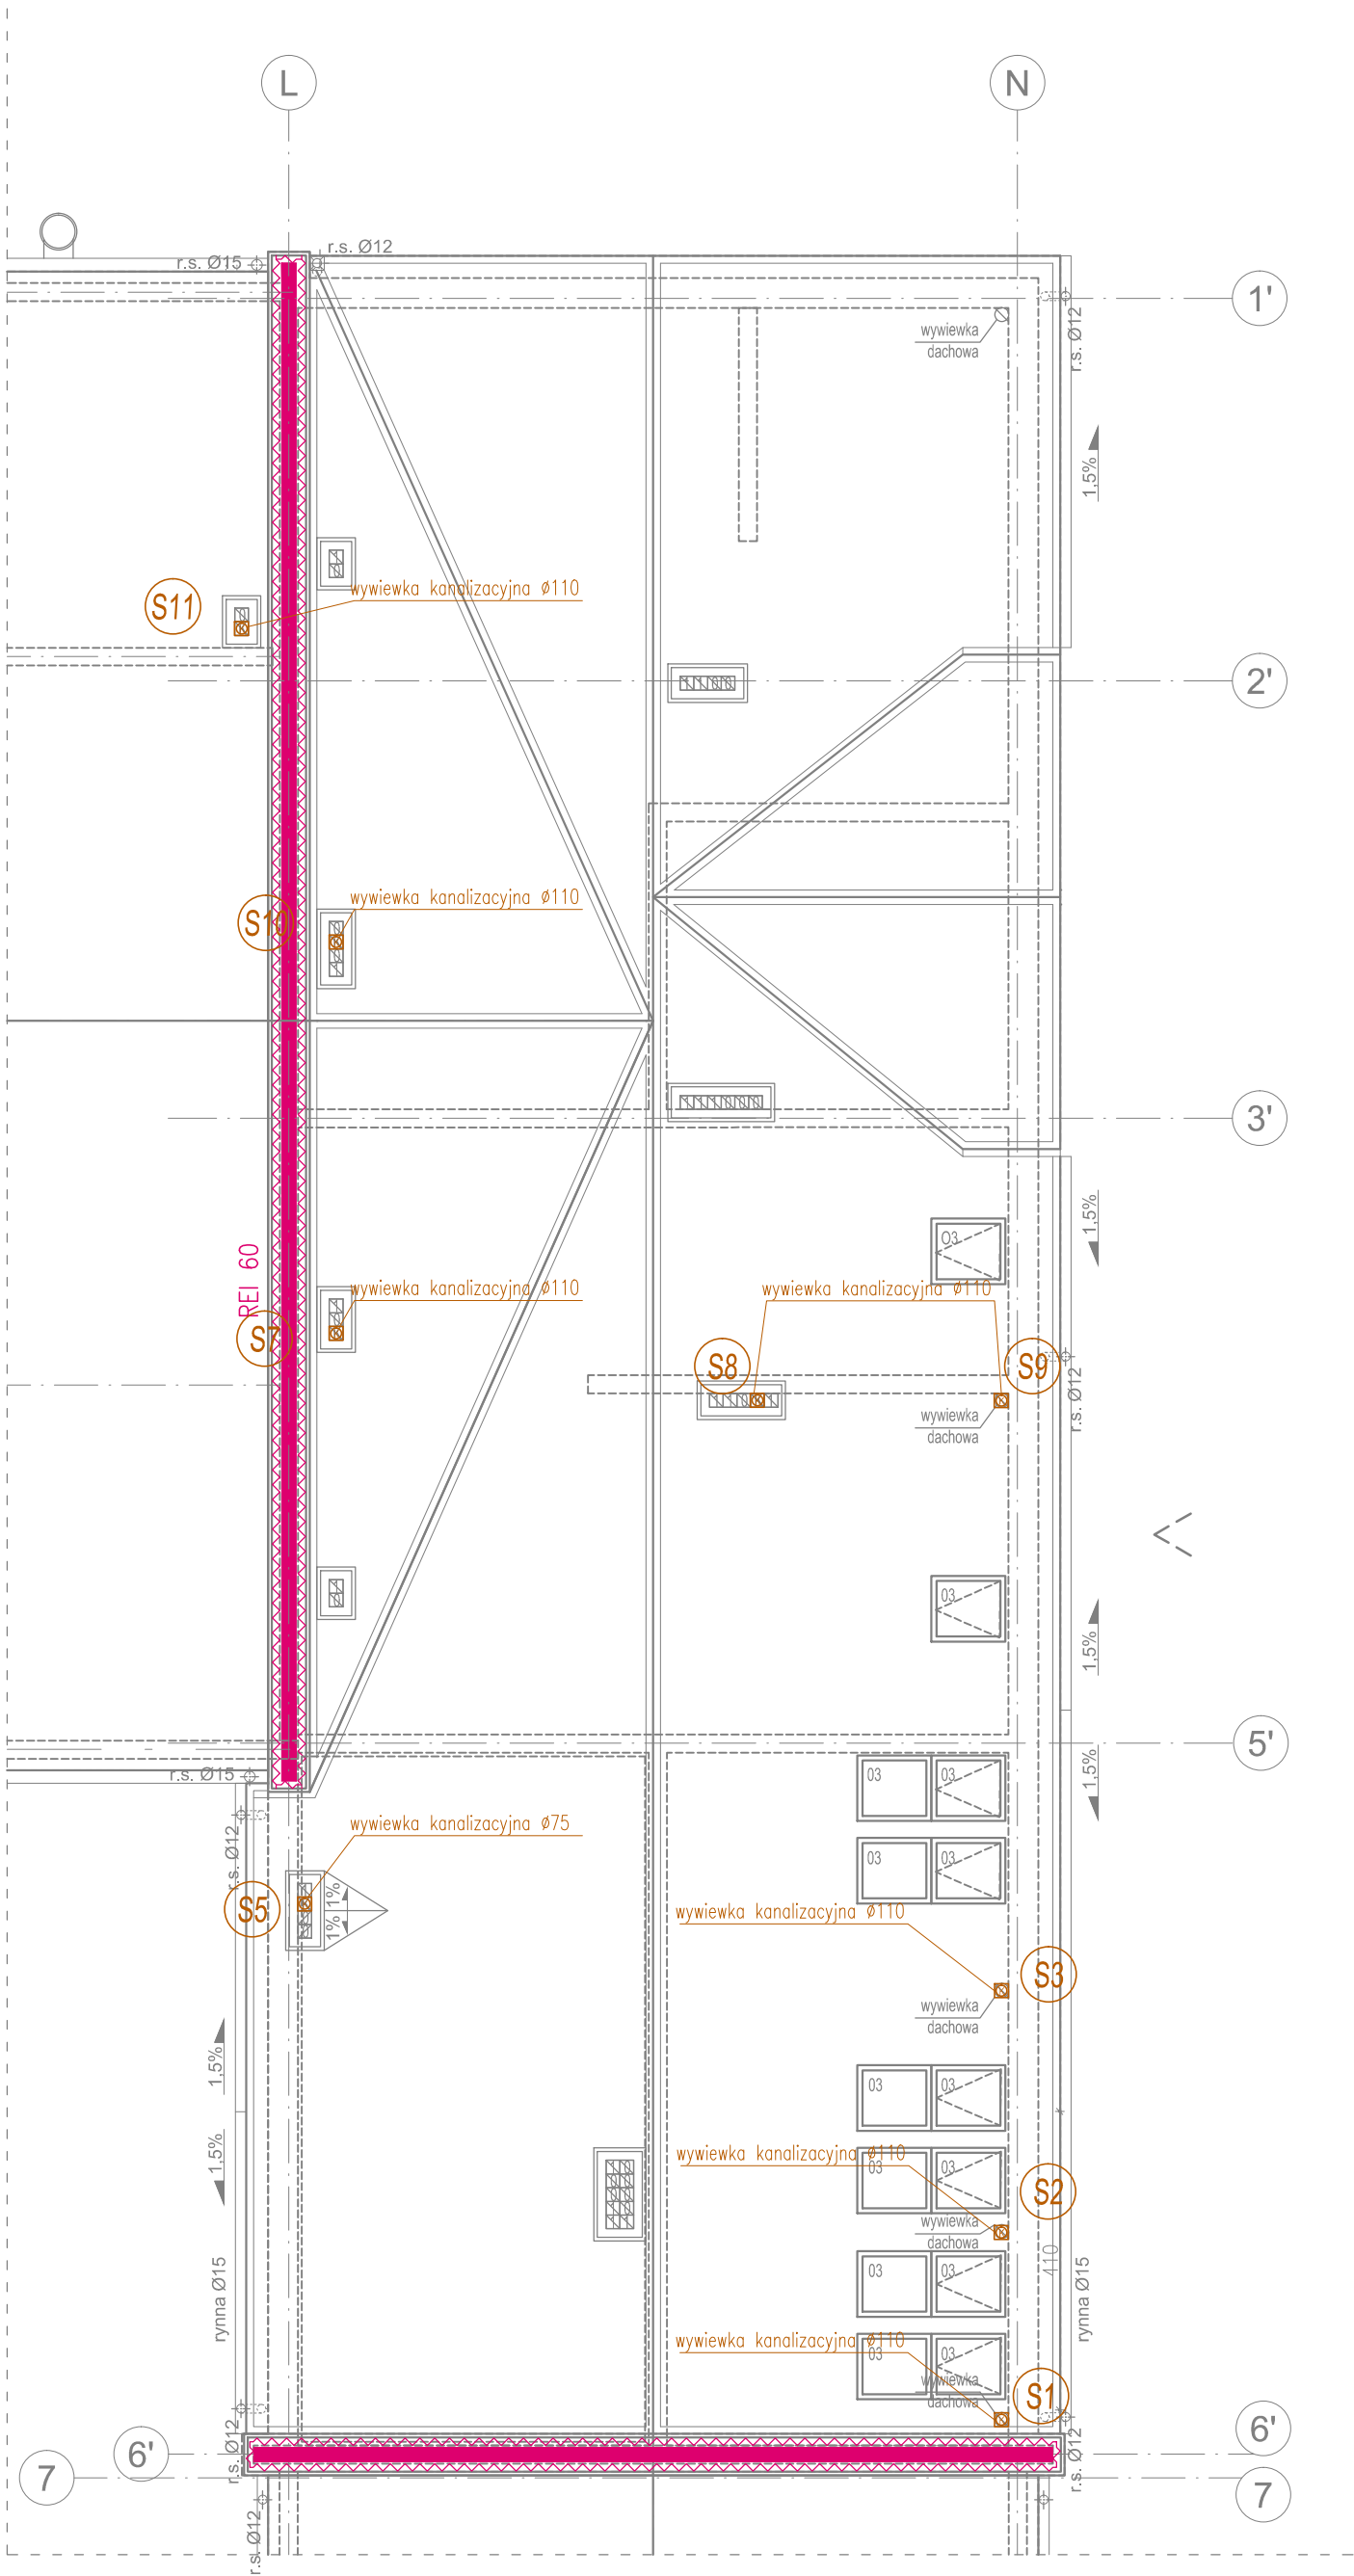 L
N
r.s. Ø15
r.s. Ø12
1'
wywiewka
dachowa
r.s. Ø12
1,5%
S11
wywiewka kanalizacyjna Ø110
2'
S10
wywiewka kanalizacyjna Ø110
3'
1,5%
O3
REI 60
S7
wywiewka kanalizacyjna Ø110
wywiewka kanalizacyjna Ø110
S8
S9
r.s. Ø12
wywiewka
dachowa
03
1,5%
5'
r.s. Ø15
03
03
1,5%
r.s. Ø12
wywiewka kanalizacyjna Ø75
03
03
S5
1%
1%
wywiewka kanalizacyjna Ø110
S3
wywiewka
dachowa
1,5%
03
03
1,5%
wywiewka kanalizacyjna Ø110
03
03
S2
wywiewka
dachowa
410
rynna Ø15
03
03
rynna Ø15
wywiewka kanalizacyjna Ø110
03
03
wywiewka
dachowa
S1
r.s. Ø12
6'
6'
r.s. Ø12
7
7
r.s. Ø12